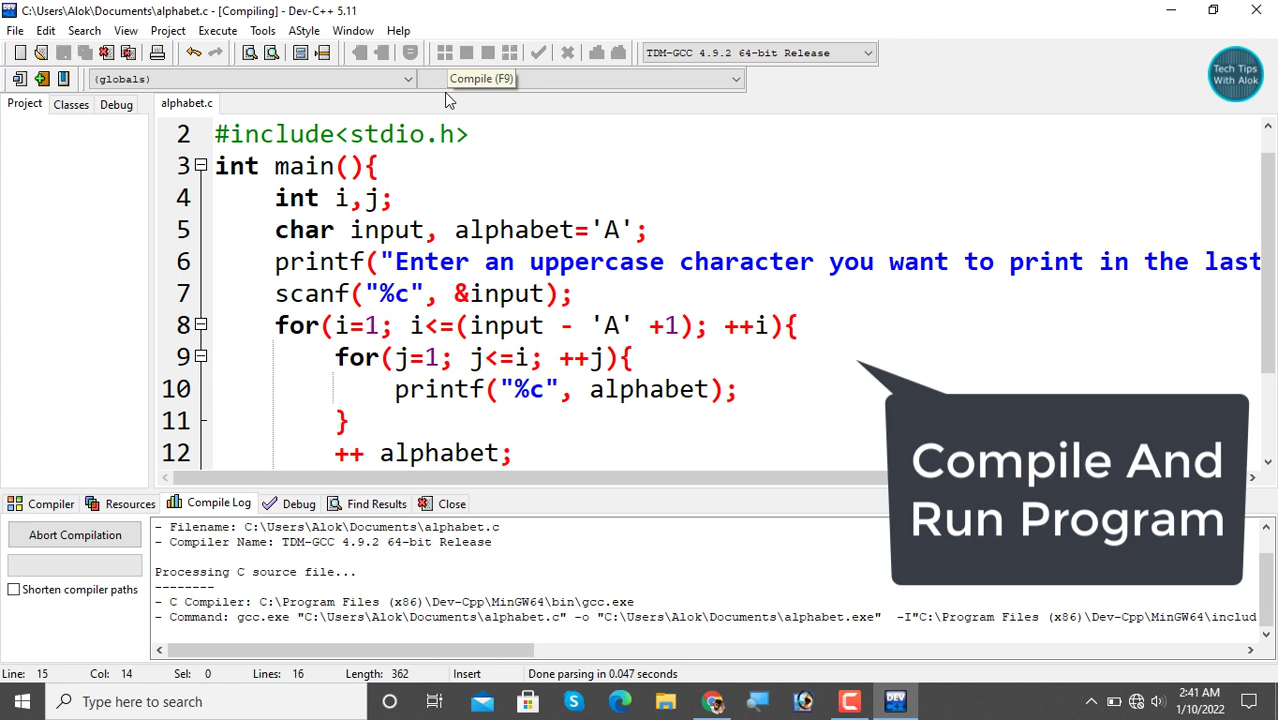 C:\Users\Alok\Documents\alphabet.c - [Compiling] - Dev-C++ 5.11
File Edit Search View Project Execute Tools AStyle Window Help
TDM-GCC 4.9.2 64-bit Release
(globals)
Compile (F9)
Tech Tips
With Alok
Project Classes Debug
alphabet.c
2 #include<stdio.h>
3 int main(){
4 int i,j;
5 char input, alphabet='A';
6 printf("Enter an uppercase character you want to print in the last
7 scanf("%c", &input);
8 for(i=1; i<=(input - 'A' +1); ++i){
9 for(j=1; j<=i; ++j){
10 printf("%c", alphabet);
11 }
12 ++ alphabet;
Compile And
Run Program
Compiler Resources Compile Log Debug Find Results Close
Abort Compilation
Shorten compiler paths
- Filename: C:\Users\Alok\Documents\alphabet.c
- Compiler Name: TDM-GCC 4.9.2 64-bit Release
Processing C source file...
--------
- C Compiler: C:\Program Files (x86)\Dev-Cpp\MinGW64\bin\gcc.exe
- Command: gcc.exe "C:\Users\Alok\Documents\alphabet.c" -o "C:\Users\Alok\Documents\alphabet.exe" -I"C:\Program Files (x86)\Dev-Cpp\MinGW64\includ
Line: 15 Col: 14 Sel: 0 Lines: 16 Length: 362 Insert Done parsing in 0.047 seconds
Type here to search
DEV
2:41 AM
1/10/2022